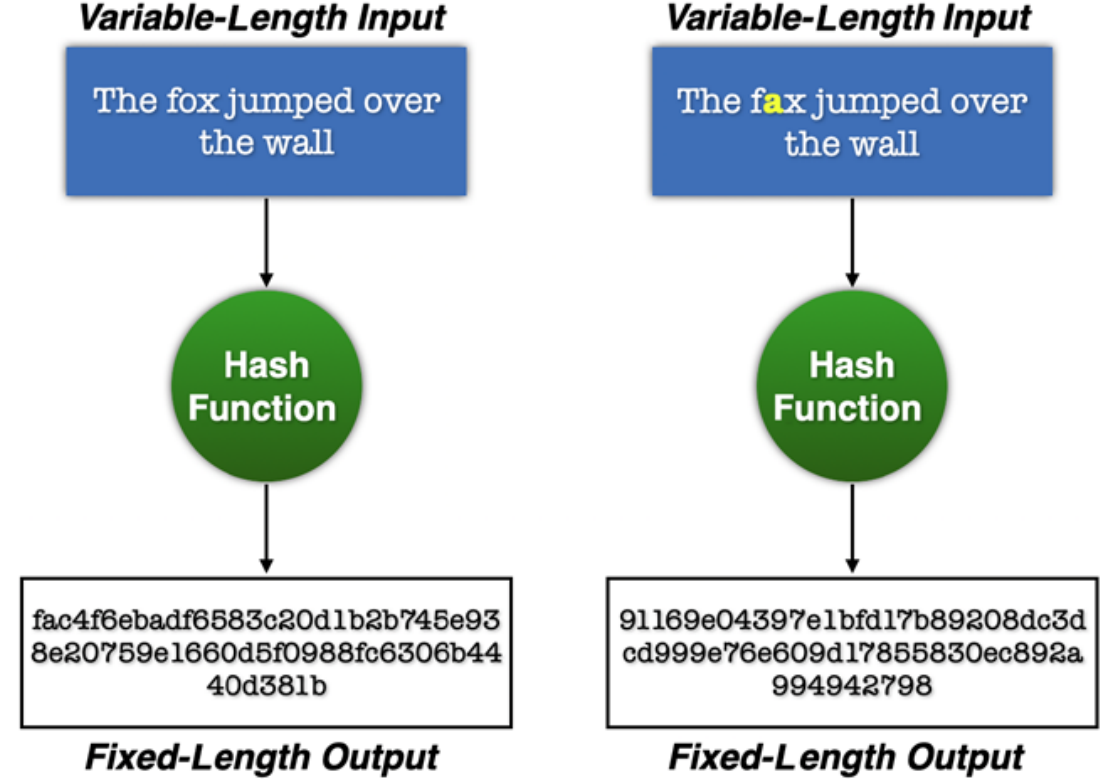 Variable-Length Input
The fox jumped over
the wall
Hash
Function
fac4f6ebadf6583c20d1b2b745e93
8e20759e1660d5f0988fc6306b44
40d381b
Fixed-Length Output
Variable-Length Input
The fax jumped over
the wall
Hash
Function
91169e04397e1bfd17b89208dc3d
cd999e76e609d17855830ec892a
994942798
Fixed-Length Output